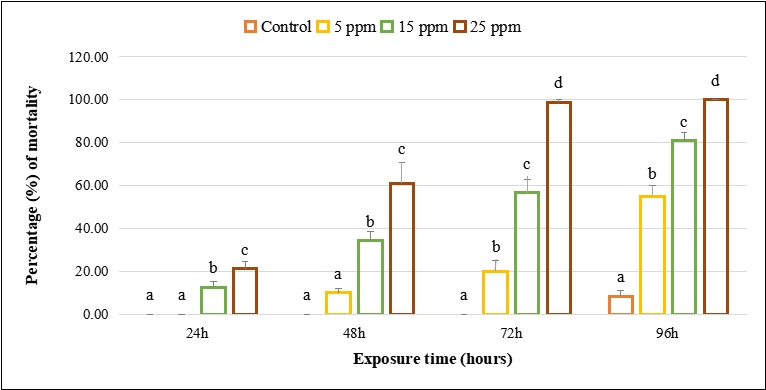 Control 5 ppm 15 ppm 25 ppm
Percentage (%) of mortality
120.00
100.00
80.00
60.00
40.00
20.00
0.00
a a b c
a a b c
a b c d
a b c d
24h 48h 72h 96h
Exposure time (hours)